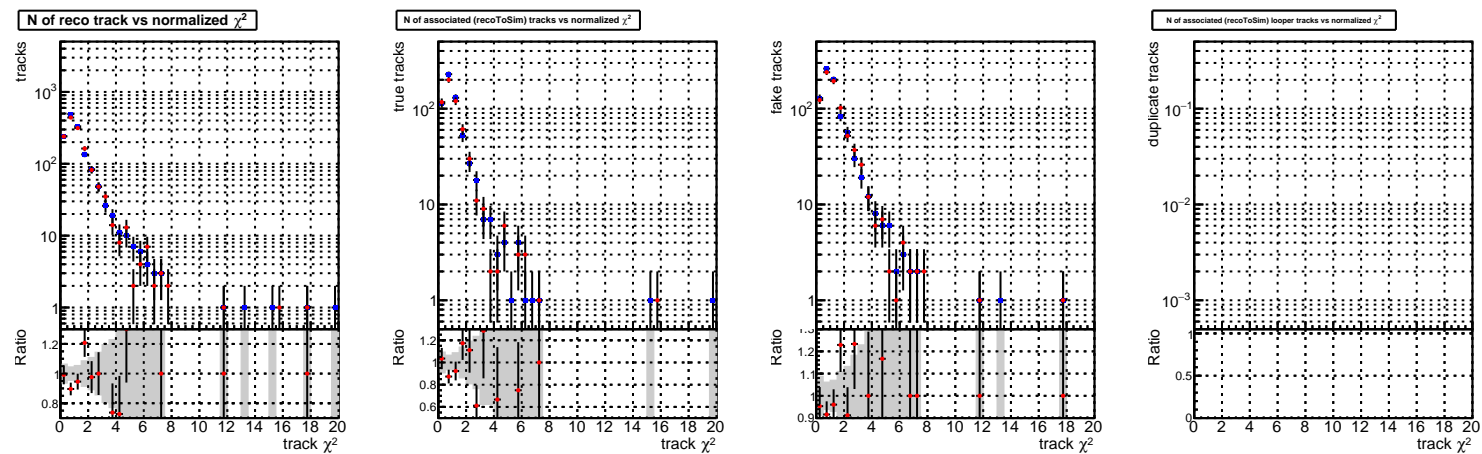 N of reco track vs normalized χ²
tracks
10³
10²
10
1
Ratio
1.2
1
0.8
0 2 4 6 8 10 12 14 16 18 20
track χ²
N of associated (recoToSim) tracks vs normalized χ²
true tracks
10²
10
1
Ratio
1.2
1
0.8
0.6
0 2 4 6 8 10 12 14 16 18 20
track χ²
fake tracks
10²
10
1
Ratio
1.3
1.2
1.1
1
0.9
0 2 4 6 8 10 12 14 16 18 20
track χ²
N of associated (recoToSim) looper tracks vs normalized χ²
duplicate tracks
10⁻¹
10⁻²
10⁻³
Ratio
1
0.5
0
0 2 4 6 8 10 12 14 16 18 20
track χ²